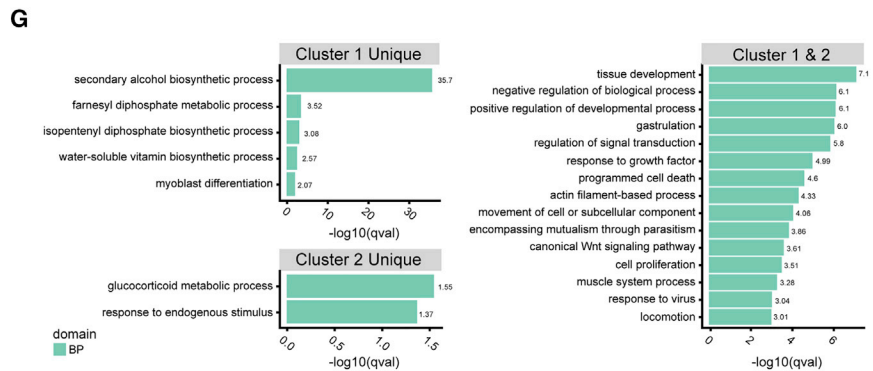 G
Cluster 1 Unique
secondary alcohol biosynthetic process 35.7
farnesyl diphosphate metabolic process 3.52
isopentenyl diphosphate biosynthetic process 3.08
water-soluble vitamin biosynthetic process 2.57
myoblast differentiation 2.07
0 10 20 30
-log10(qval)
Cluster 2 Unique
glucocorticoid metabolic process 1.55
response to endogenous stimulus 1.37
0.0 0.5 1.0 1.5
-log10(qval)
domain
BP
Cluster 1 & 2
tissue development 7.1
negative regulation of biological process 6.1
positive regulation of developmental process 6.1
gastrulation 6.0
regulation of signal transduction 5.8
response to growth factor 4.99
programmed cell death 4.6
actin filament-based process 4.33
movement of cell or subcellular component 4.06
encompassing mutualism through parasitism 3.86
canonical Wnt signaling pathway 3.61
cell proliferation 3.51
muscle system process 3.28
response to virus 3.04
locomotion 3.01
0 2 4 6
-log10(qval)